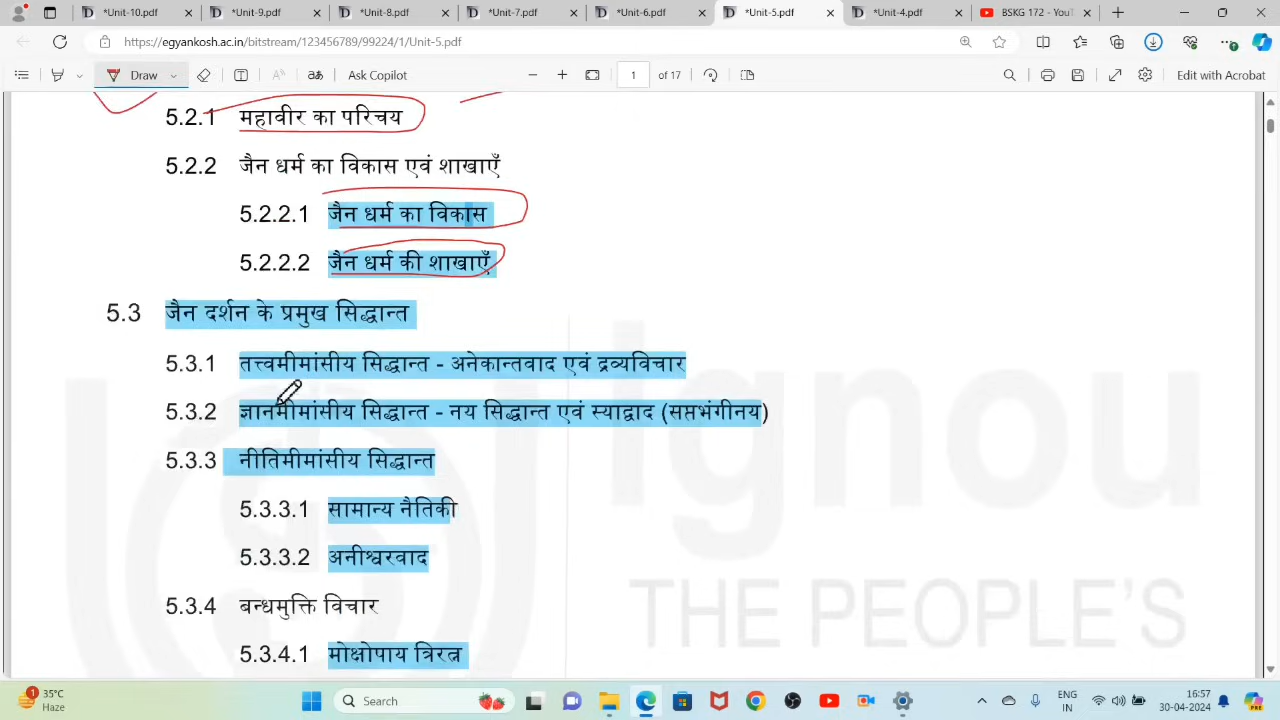 *Unit-10.pdf *Unit-9.pdf *Unit-8.pdf *Unit-7.pdf *Unit-6.pdf *Unit-5.pdf *Unit-4.pdf BSKG 172 - You
https://egyankosh.ac.in/bitstream/123456789/99224/1/Unit-5.pdf
Draw Ask Copilot 1 of 17 Edit with Acrobat
5.2.1 महावीर का परिचय
5.2.2 जैन धर्म का विकास एवं शाखाएँ
5.2.2.1 जैन धर्म का विकास
5.2.2.2 जैन धर्म की शाखाएँ
5.3 जैन दर्शन के प्रमुख सिद्धान्त
5.3.1 तत्त्वमीमांसीय सिद्धान्त - अनेकान्तवाद एवं द्रव्यविचार
5.3.2 ज्ञानमीमांसीय सिद्धान्त - नय सिद्धान्त एवं स्याद्वाद (सप्तभंगीनय)
5.3.3 नीतिमीमांसीय सिद्धान्त
5.3.3.1 सामान्य नैतिकी
5.3.3.2 अनीश्वरवाद
5.3.4 बन्धमुक्ति विचार
5.3.4.1 मोक्षोपाय त्रिरत्न
ignou
THE PEOPLE'S
35°C
Haze
Search
ENG
IN
16:57
30-04-2024